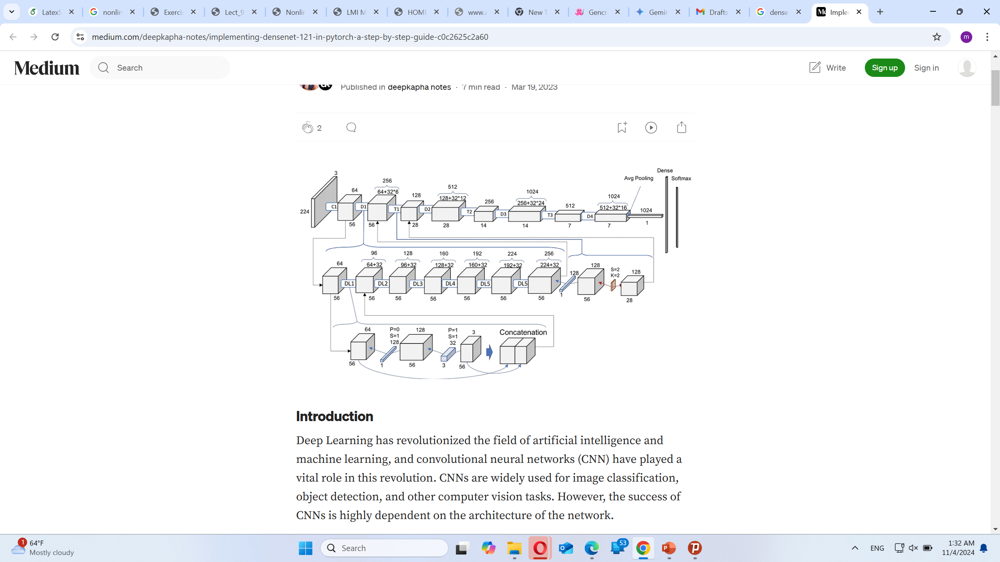 LatexS
nonlin
Exercis
Lect_9
Nonlin
LMI M
HOME
www.a
New T
Gencr
Gemin
Drafts
dense
Imple
medium.com/deepkapha-notes/implementing-densenet-121-in-pytorch-a-step-by-step-guide-c0c2625c2a60
m
Medium
Search
Write
Sign up
Sign in
Published in deepkapha notes · 7 min read · Mar 19, 2023
2
3
224
C1
64
56
D1
256
64+32*6
56
T1
128
28
D2
512
128+32*12
28
T2
256
14
D3
1024
256+32*24
14
T3
512
7
D4
1024
512+32*16
7
Avg Pooling
1024
1
Dense
Softmax
64
56
DL1
96
64+32
56
DL2
128
96+32
56
DL3
160
128+32
56
DL4
192
160+32
56
DL5
224
192+32
56
DL5
256
224+32
56
128
1
128
56
S=2
K=2
128
28
64
56
P=0
S=1
128
1
128
56
P=1
S=1
32
3
3
56
Concatenation
Introduction
Deep Learning has revolutionized the field of artificial intelligence and
machine learning, and convolutional neural networks (CNN) have played a
vital role in this revolution. CNNs are widely used for image classification,
object detection, and other computer vision tasks. However, the success of
CNNs is highly dependent on the architecture of the network.
1
64°F
Mostly cloudy
Search
53
ENG
1:32 AM
11/4/2024